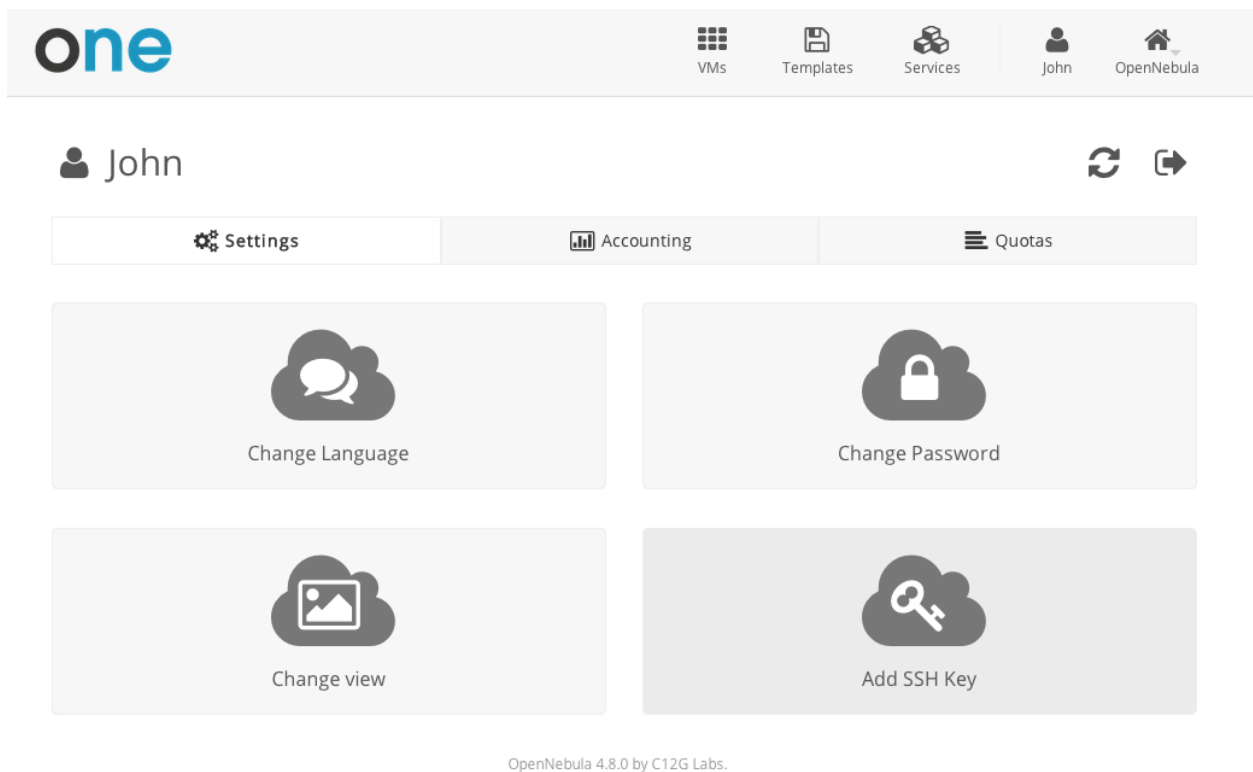 one
VMs Templates Services John OpenNebula
John
Settings Accounting Quotas
Change Language Change Password
Change view Add SSH Key
OpenNebula 4.8.0 by C12G Labs.